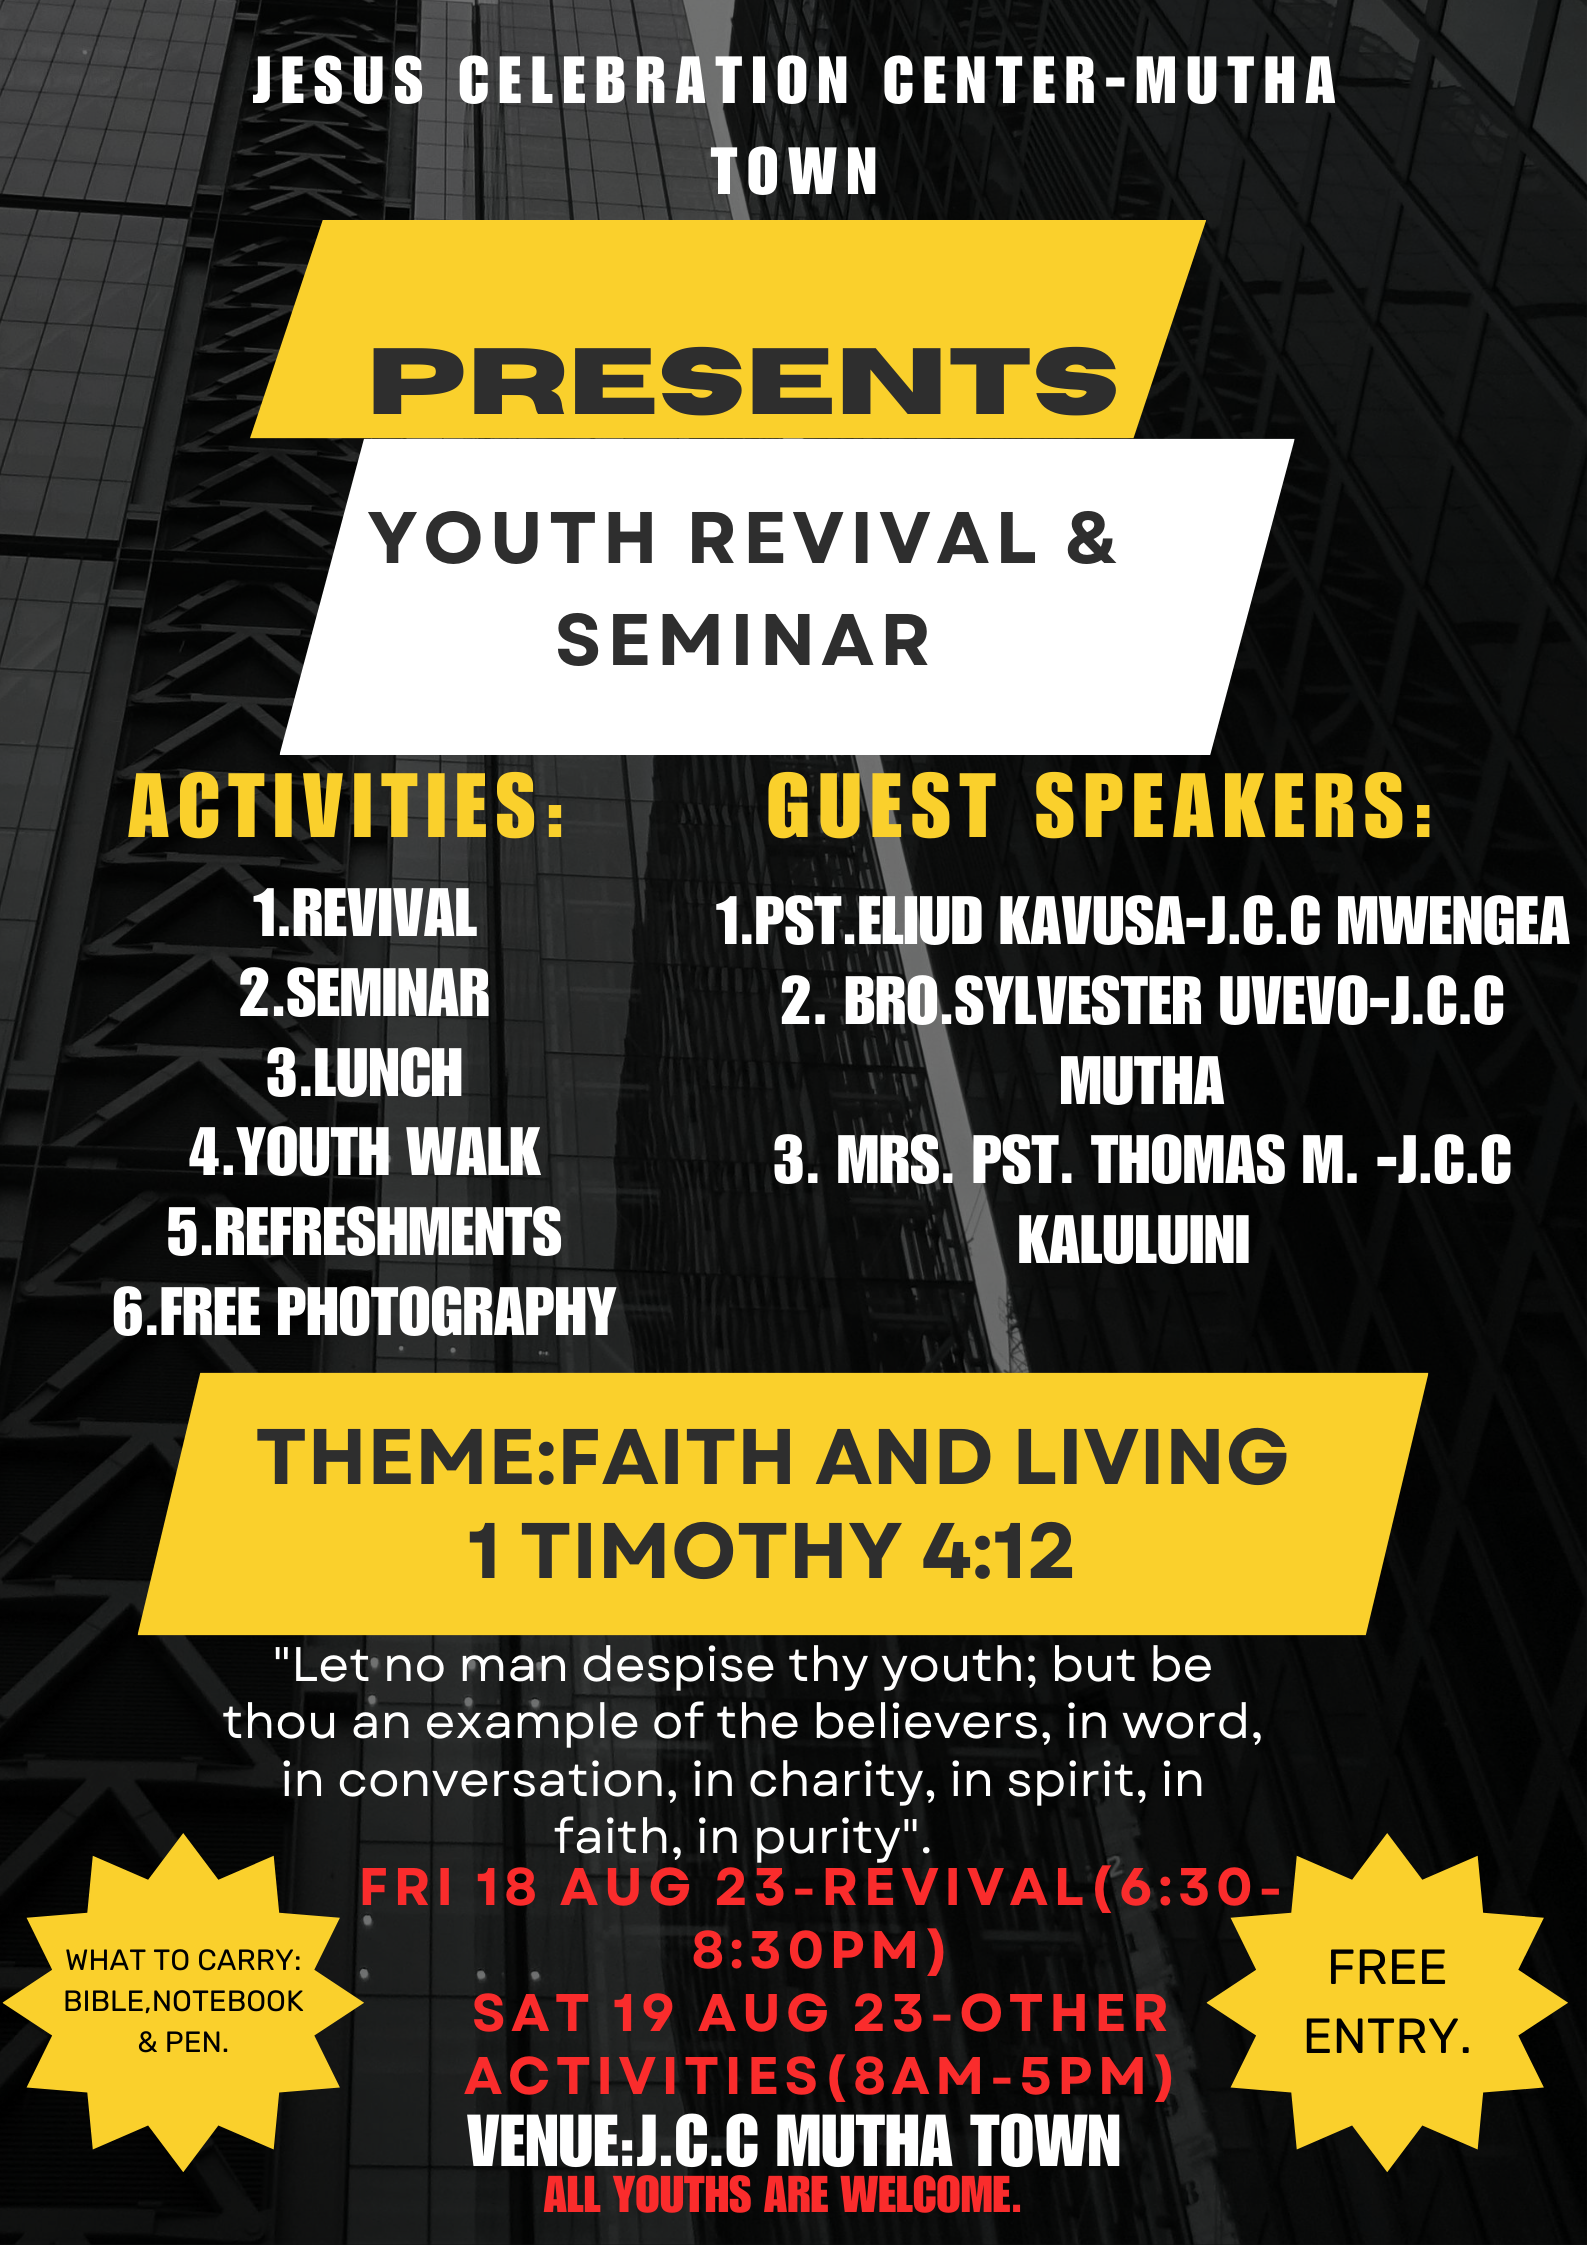 JESUS CELEBRATION CENTER-MUTHA
TOWN
PRESENTS
YOUTH REVIVAL &
SEMINAR
ACTIVITIES:
1.REVIVAL
2.SEMINAR
3.LUNCH
4.YOUTH WALK
5.REFRESHMENTS
6.FREE PHOTOGRAPHY
GUEST SPEAKERS:
1.PST.ELIUD KAVUSA-J.C.C MWENGEA
2. BRO.SYLVESTER UVEVO-J.C.C
MUTHA
3. MRS. PST. THOMAS M. -J.C.C
KALULUINI
THEME:FAITH AND LIVING
1 TIMOTHY 4:12
"Let no man despise thy youth; but be
thou an example of the believers, in word,
in conversation, in charity, in spirit, in
faith, in purity".
FRI 18 AUG 23-REVIVAL(6:30-
8:30PM)
SAT 19 AUG 23-OTHER
ACTIVITIES(8AM-5PM)
WHAT TO CARRY:
BIBLE,NOTEBOOK
& PEN.
FREE
ENTRY.
VENUE:J.C.C MUTHA TOWN
ALL YOUTHS ARE WELCOME.